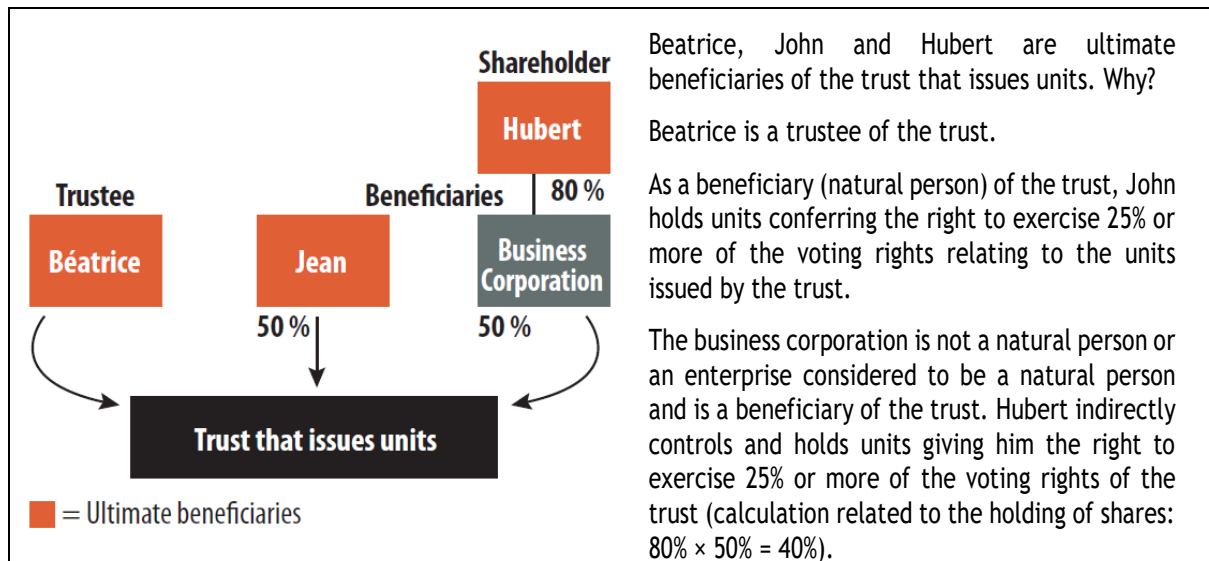 Shareholder
Hubert
80 %
Beneficiaries
Trustee
Béatrice
Jean
Business
Corporation
50 %
50 %
Trust that issues units
= Ultimate beneficiaries
Beatrice, John and Hubert are ultimate
beneficiaries of the trust that issues units. Why?
Beatrice is a trustee of the trust.
As a beneficiary (natural person) of the trust, John
holds units conferring the right to exercise 25% or
more of the voting rights relating to the units
issued by the trust.
The business corporation is not a natural person or
an enterprise considered to be a natural person
and is a beneficiary of the trust. Hubert indirectly
controls and holds units giving him the right to
exercise 25% or more of the voting rights of the
trust (calculation related to the holding of shares:
80% × 50% = 40%).